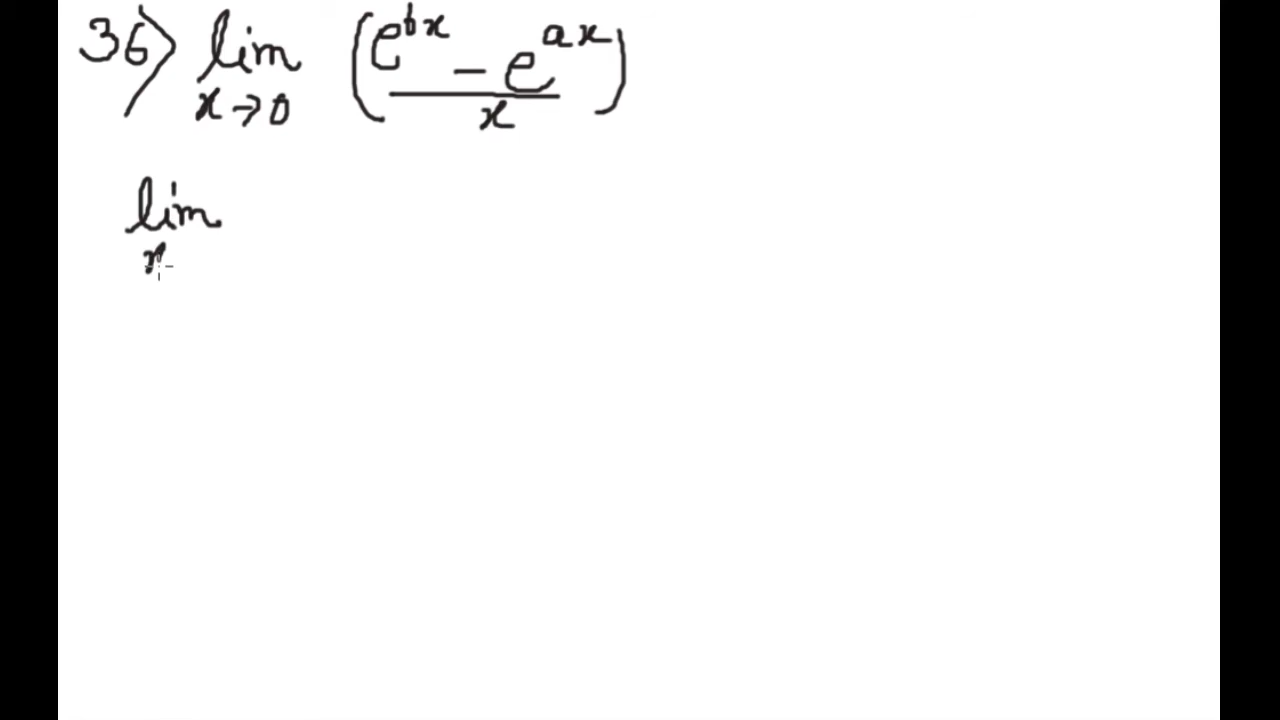 36) lim (e^bx - e^ax)
x→0 x
lim
x